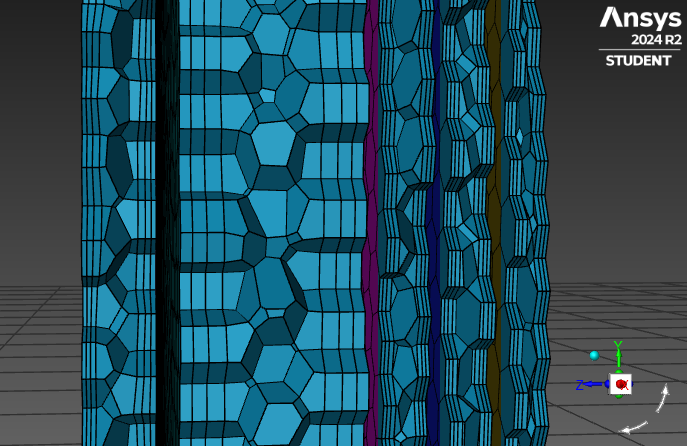 Ansys
2024 R2
STUDENT
Y
Z
X